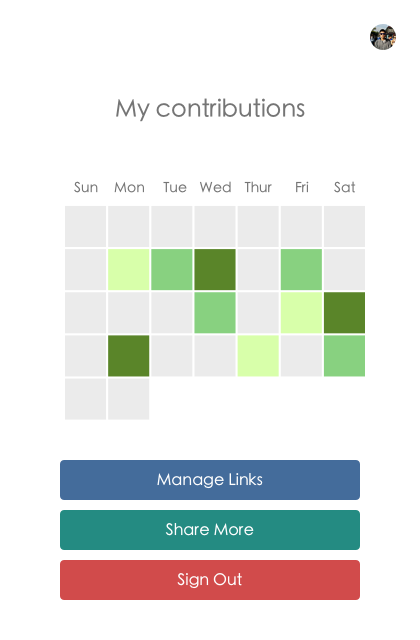 My contributions
Sun Mon Tue Wed Thur Fri Sat
Manage Links
Share More
Sign Out